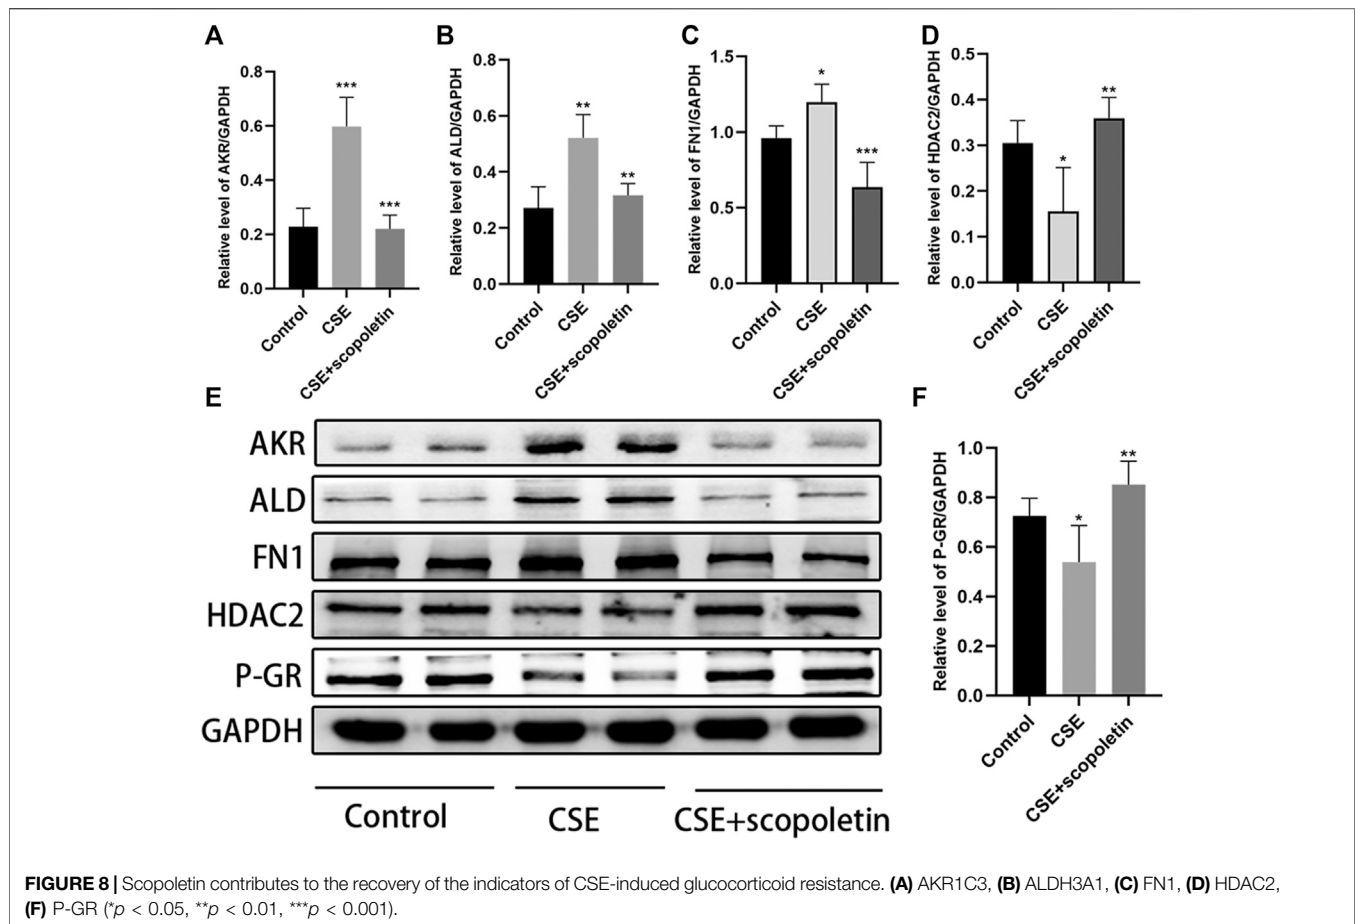 A
Relative level of AKR/GAPDH
0.8
0.6
0.4
0.2
0.0
***
***
Control
CSE
CSE+scopoletin
B
Relative level of ALD/GAPDH
0.8
0.6
0.4
0.2
0.0
**
**
Control
CSE
CSE+scopoletin
C
Relative level of FN1/GAPDH
1.5
1.0
0.5
0.0
*
***
Control
CSE
CSE+scopoletin
D
Relative level of HDAC2/GAPDH
0.5
0.4
0.3
0.2
0.1
0.0
*
**
Control
CSE
CSE+scopoletin
E
AKR
ALD
FN1
HDAC2
P-GR
GAPDH
Control
CSE
CSE+scopoletin
F
Relative level of P-GR/GAPDH
1.0
0.8
0.6
0.4
0.2
0.0
*
**
Control
CSE
CSE+scopoletin
FIGURE 8 | Scopoletin contributes to the recovery of the indicators of CSE-induced glucocorticoid resistance. (A) AKR1C3, (B) ALDH3A1, (C) FN1, (D) HDAC2,
(F) P-GR (*p < 0.05, **p < 0.01, ***p < 0.001).